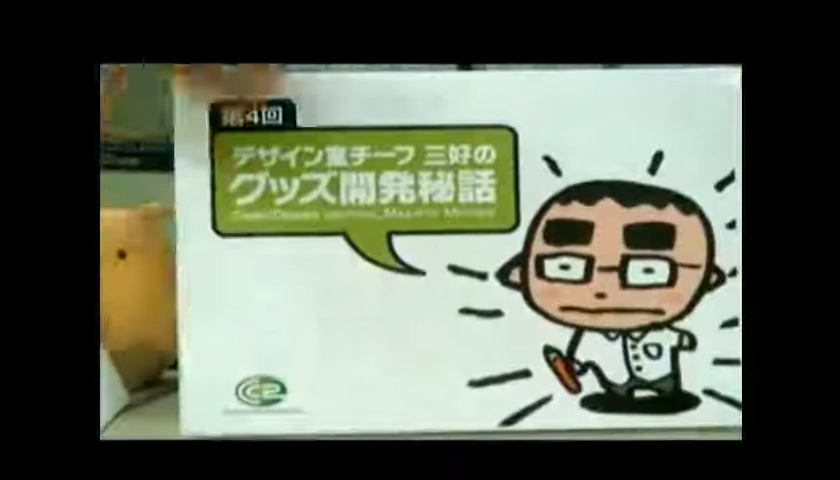 第4回
デザイン室チーフ 三好の
グッズ開発秘話